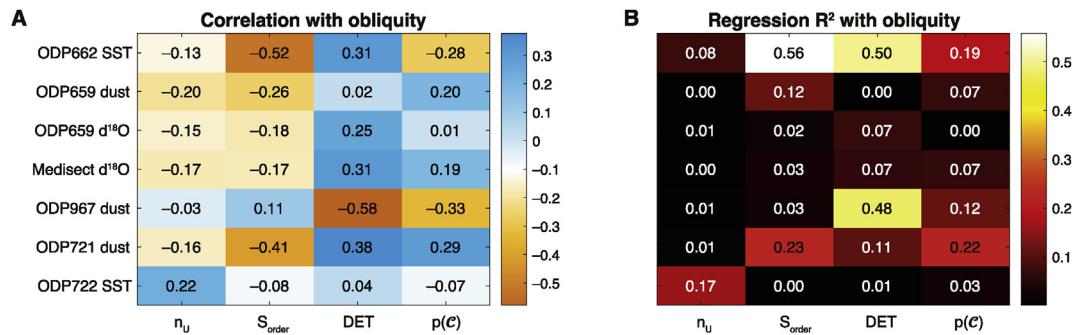 A Correlation with obliquity
ODP662 SST −0.13 −0.52 0.31 −0.28
ODP659 dust −0.20 −0.26 0.02 0.20
ODP659 d¹⁸O −0.15 −0.18 0.25 0.01
Medisect d¹⁸O −0.17 −0.17 0.31 0.19
ODP967 dust −0.03 0.11 −0.58 −0.33
ODP721 dust −0.16 −0.41 0.38 0.29
ODP722 SST 0.22 −0.08 0.04 −0.07
n_U S_order DET p(𝒞)
0.3
0.2
0.1
0
−0.1
−0.2
−0.3
−0.4
−0.5
B Regression R² with obliquity
0.08 0.56 0.50 0.19
0.00 0.12 0.00 0.07
0.01 0.02 0.07 0.00
0.00 0.03 0.07 0.07
0.01 0.03 0.48 0.12
0.01 0.23 0.11 0.22
0.17 0.00 0.01 0.03
n_U S_order DET p(𝒞)
0.5
0.4
0.3
0.2
0.1